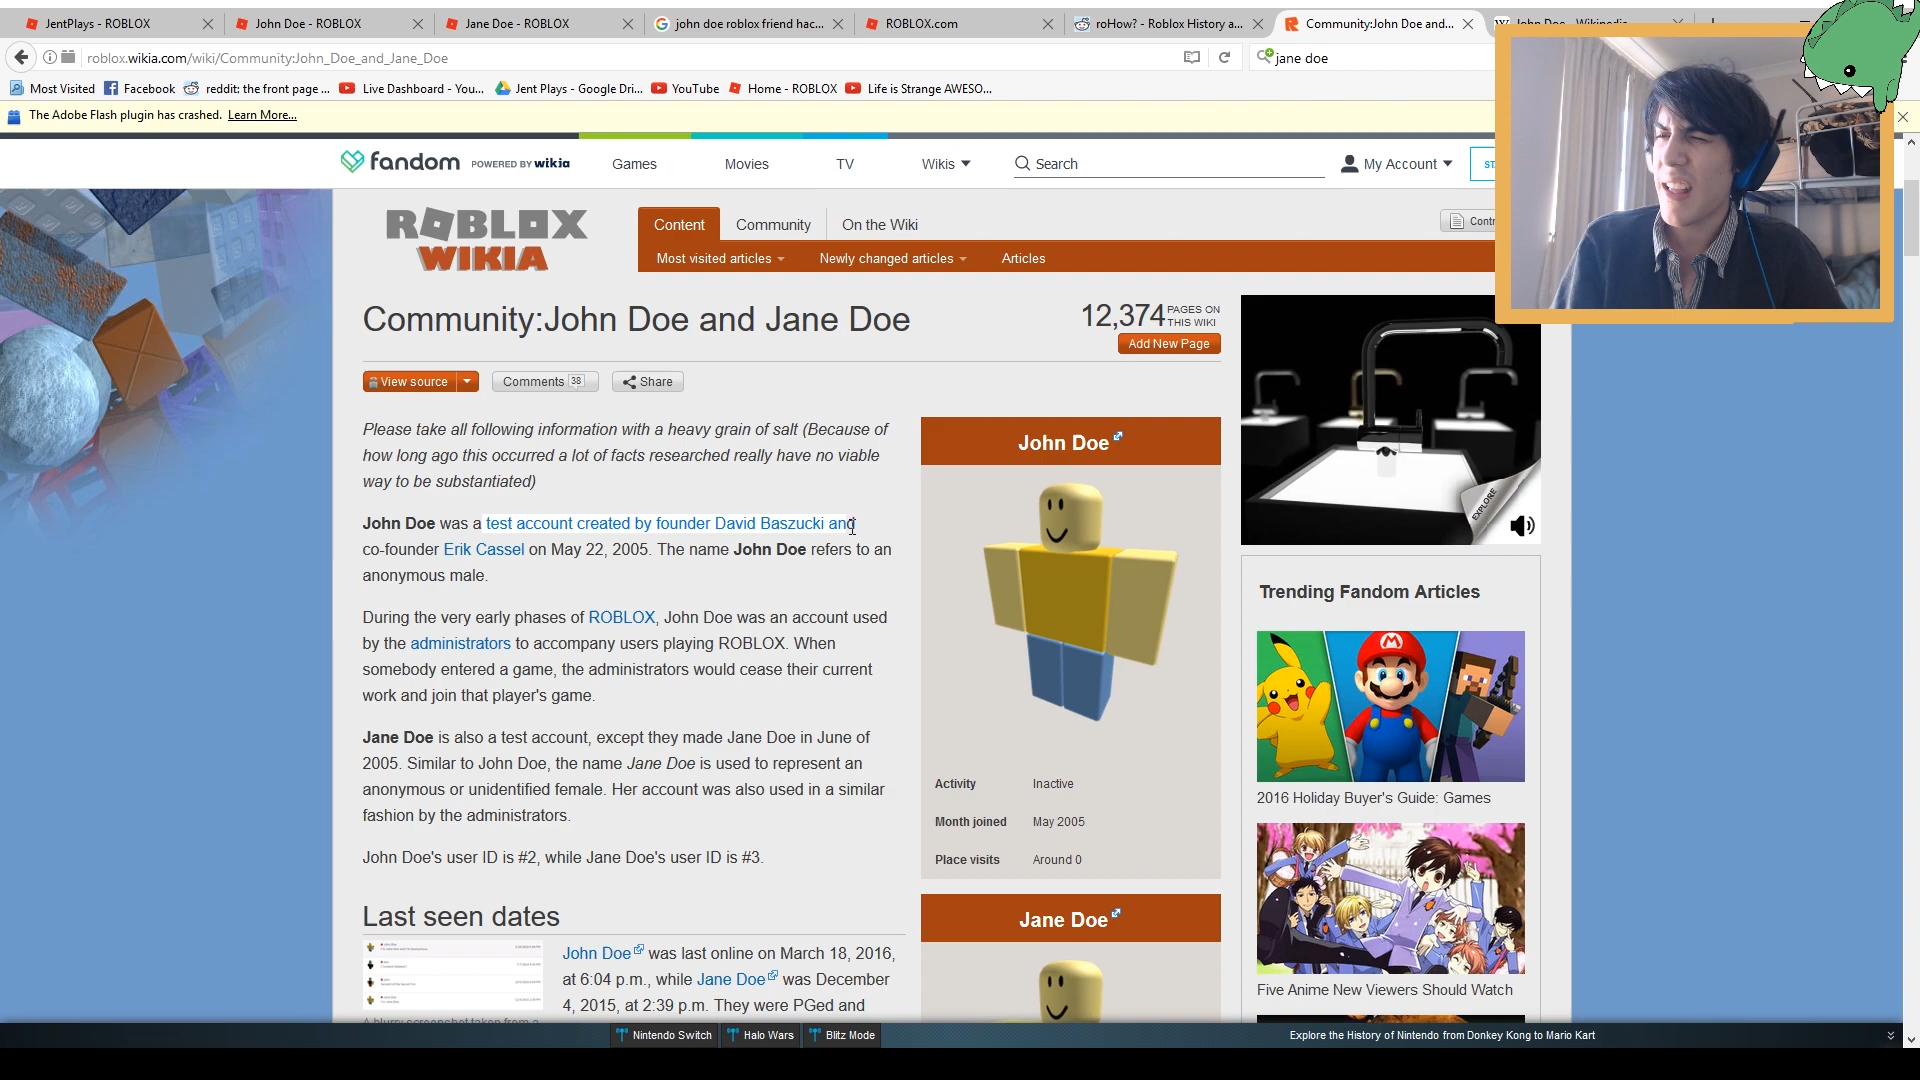 JentPlays - ROBLOX
John Doe - ROBLOX
Jane Doe - ROBLOX
john doe roblox friend hac...
ROBLOX.com
roHow? - Roblox History a...
Community:John Doe and...
John Doe - Wikipedia
roblox.wikia.com/wiki/Community:John_Doe_and_Jane_Doe
jane doe
Most Visited
Facebook
reddit: the front page ...
Live Dashboard - You...
Jent Plays - Google Dri...
YouTube
Home - ROBLOX
Life is Strange AWESO...
The Adobe Flash plugin has crashed. Learn More...
fandom POWERED BY wikia
Games
Movies
TV
Wikis
Search
My Account
ROBLOX
WIKIA
Content
Community
On the Wiki
Contr
Most visited articles
Newly changed articles
Articles
Community:John Doe and Jane Doe
12,374 PAGES ON
THIS WIKI
Add New Page
View source
Comments 38
Share
Please take all following information with a heavy grain of salt (Because of
how long ago this occurred a lot of facts researched really have no viable
way to be substantiated)
John Doe was a test account created by founder David Baszucki and
co-founder Erik Cassel on May 22, 2005. The name John Doe refers to an
anonymous male.
During the very early phases of ROBLOX, John Doe was an account used
by the administrators to accompany users playing ROBLOX. When
somebody entered a game, the administrators would cease their current
work and join that player's game.
Jane Doe is also a test account, except they made Jane Doe in June of
2005. Similar to John Doe, the name Jane Doe is used to represent an
anonymous or unidentified female. Her account was also used in a similar
fashion by the administrators.
John Doe's user ID is #2, while Jane Doe's user ID is #3.
Last seen dates
John Doe was last online on March 18, 2016,
at 6:04 p.m., while Jane Doe was December
4, 2015, at 2:39 p.m. They were PGed and
John Doe
Activity Inactive
Month joined May 2005
Place visits Around 0
Jane Doe
EXPLORE
Trending Fandom Articles
2016 Holiday Buyer's Guide: Games
Five Anime New Viewers Should Watch
Nintendo Switch
Halo Wars
Blitz Mode
Explore the History of Nintendo from Donkey Kong to Mario Kart